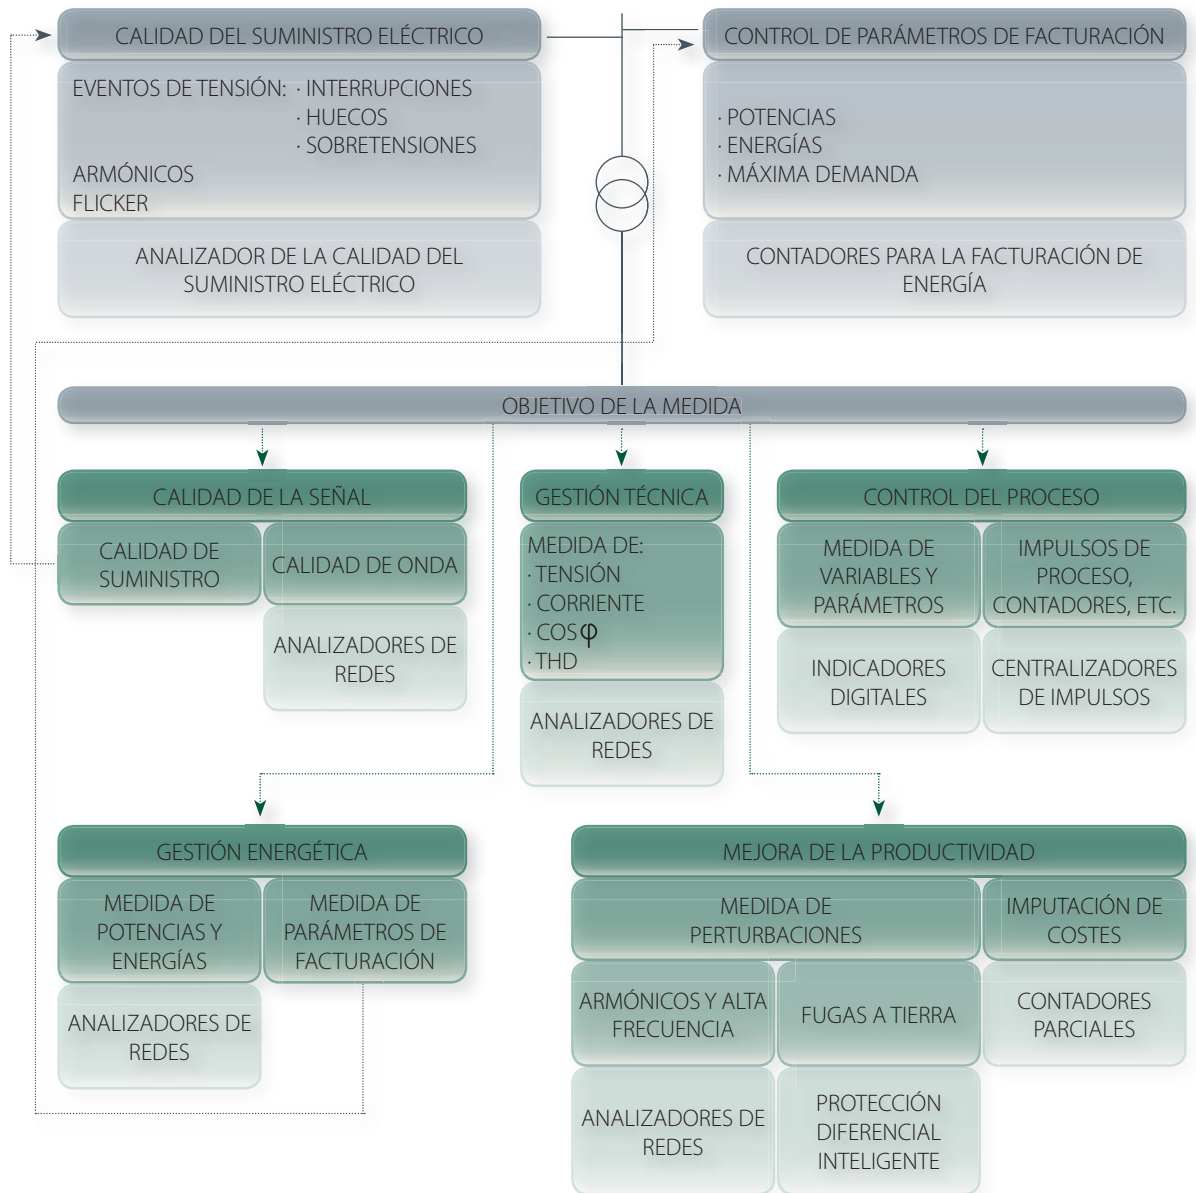 CALIDAD DEL SUMINISTRO ELÉCTRICO
EVENTOS DE TENSIÓN: · INTERRUPCIONES
· HUECOS
· SOBRETENSIONES
ARMÓNICOS
FLICKER
ANALIZADOR DE LA CALIDAD DEL
SUMINISTRO ELÉCTRICO
CONTROL DE PARÁMETROS DE FACTURACIÓN
· POTENCIAS
· ENERGÍAS
· MÁXIMA DEMANDA
CONTADORES PARA LA FACTURACIÓN DE
ENERGÍA
OBJETIVO DE LA MEDIDA
CALIDAD DE LA SEÑAL
CALIDAD DE
SUMINISTRO
CALIDAD DE ONDA
ANALIZADORES DE
REDES
GESTIÓN TÉCNICA
MEDIDA DE:
· TENSIÓN
· CORRIENTE
· COS φ
· THD
ANALIZADORES DE
REDES
CONTROL DEL PROCESO
MEDIDA DE
VARIABLES Y
PARÁMETROS
INDICADORES
DIGITALES
IMPULSOS DE
PROCESO,
CONTADORES, ETC.
CENTRALIZADORES
DE IMPULSOS
GESTIÓN ENERGÉTICA
MEDIDA DE
POTENCIAS Y
ENERGÍAS
ANALIZADORES DE
REDES
MEDIDA DE
PARÁMETROS DE
FACTURACIÓN
MEJORA DE LA PRODUCTIVIDAD
MEDIDA DE
PERTURBACIONES
ARMÓNICOS Y ALTA
FRECUENCIA
ANALIZADORES DE
REDES
FUGAS A TIERRA
PROTECCIÓN
DIFERENCIAL
INTELIGENTE
IMPUTACIÓN DE
COSTES
CONTADORES
PARCIALES